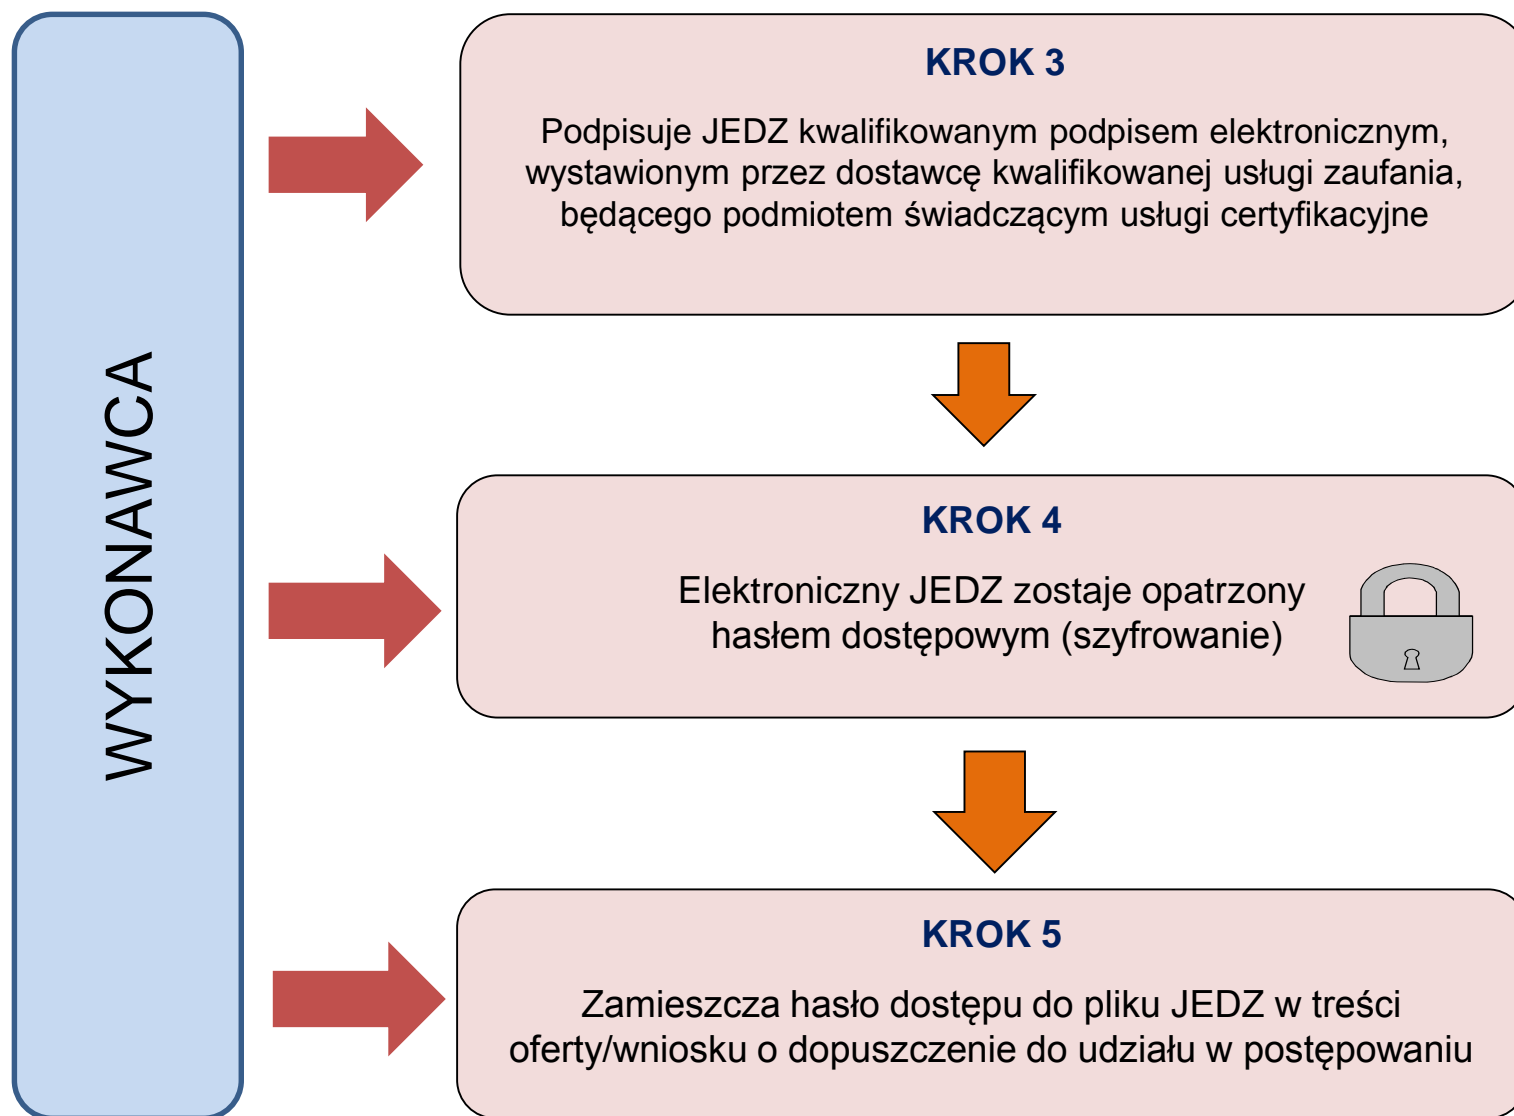 WYKONAWCA
KROK 3
Podpisuje JEDZ kwalifikowanym podpisem elektronicznym,
wystawionym przez dostawcę kwalifikowanej usługi zaufania,
będącego podmiotem świadczącym usługi certyfikacyjne
KROK 4
Elektroniczny JEDZ zostaje opatrzony
hasłem dostępowym (szyfrowanie)
KROK 5
Zamieszcza hasło dostępu do pliku JEDZ w treści
oferty/wniosku o dopuszczenie do udziału w postępowaniu